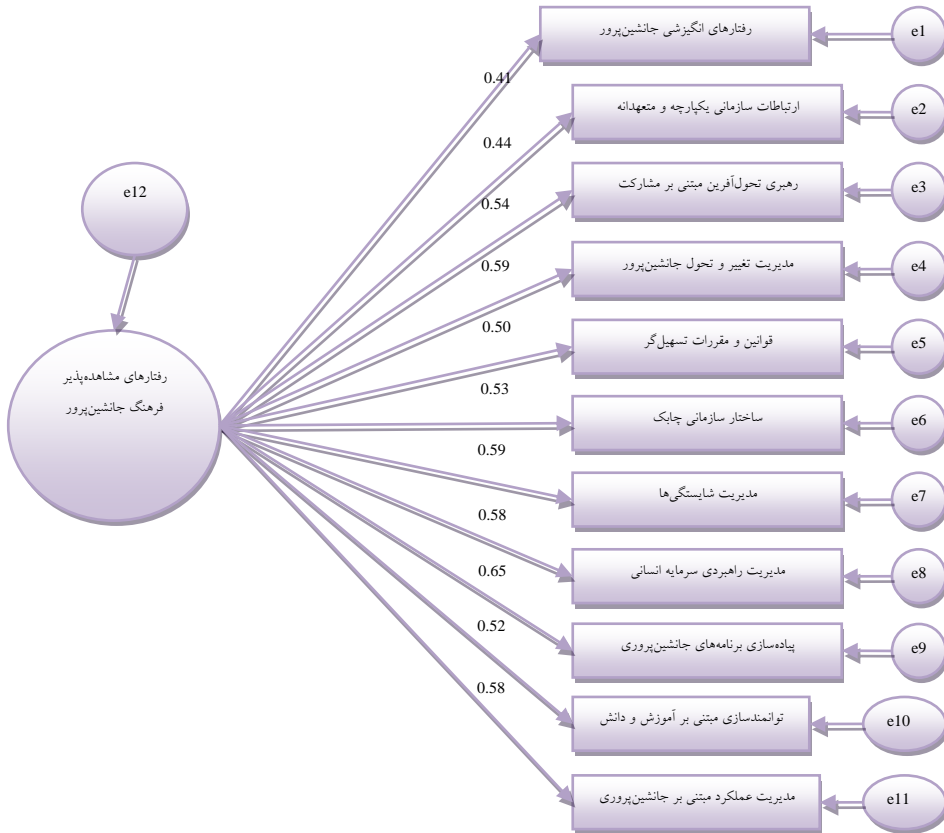 رفتارهای انگیزشی جانشین‌پرور
e1
0.41
ارتباطات سازمانی یکپارچه و متعهدانه
e2
0.44
رهبری تحول‌آفرین مبتنی بر مشارکت
e3
e12
0.54
مدیریت تغییر و تحول جانشین‌پرور
e4
0.59
0.50
قوانین و مقررات تسهیل‌گر
e5
رفتارهای مشاهده‌پذیر
فرهنگ جانشین‌پرور
0.53
ساختار سازمانی چابک
e6
0.59
مدیریت شایستگی‌ها
e7
0.58
مدیریت راهبردی سرمایه انسانی
e8
0.65
پیاده‌سازی برنامه‌های جانشین‌پروری
e9
0.52
توانمندسازی مبتنی بر آموزش و دانش
e10
0.58
مدیریت عملکرد مبتنی بر جانشین‌پروری
e11